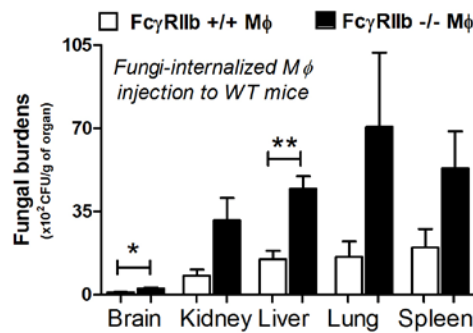 FcγRIIb +/+ Mϕ FcγRIIb -/- Mϕ
Fungi-internalized Mϕ
injection to WT mice
Fungal burdens
(x10² CFU/g of organ)
105
70
35
0
*
**
Brain Kidney Liver Lung Spleen